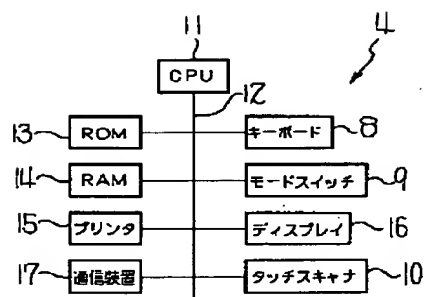 11
4
CPU
12
13 ROM キーボード 8
14 RAM モードスイッチ 9
15 プリンタ ディスプレイ 16
17 通信装置 タッチスキャナ 10